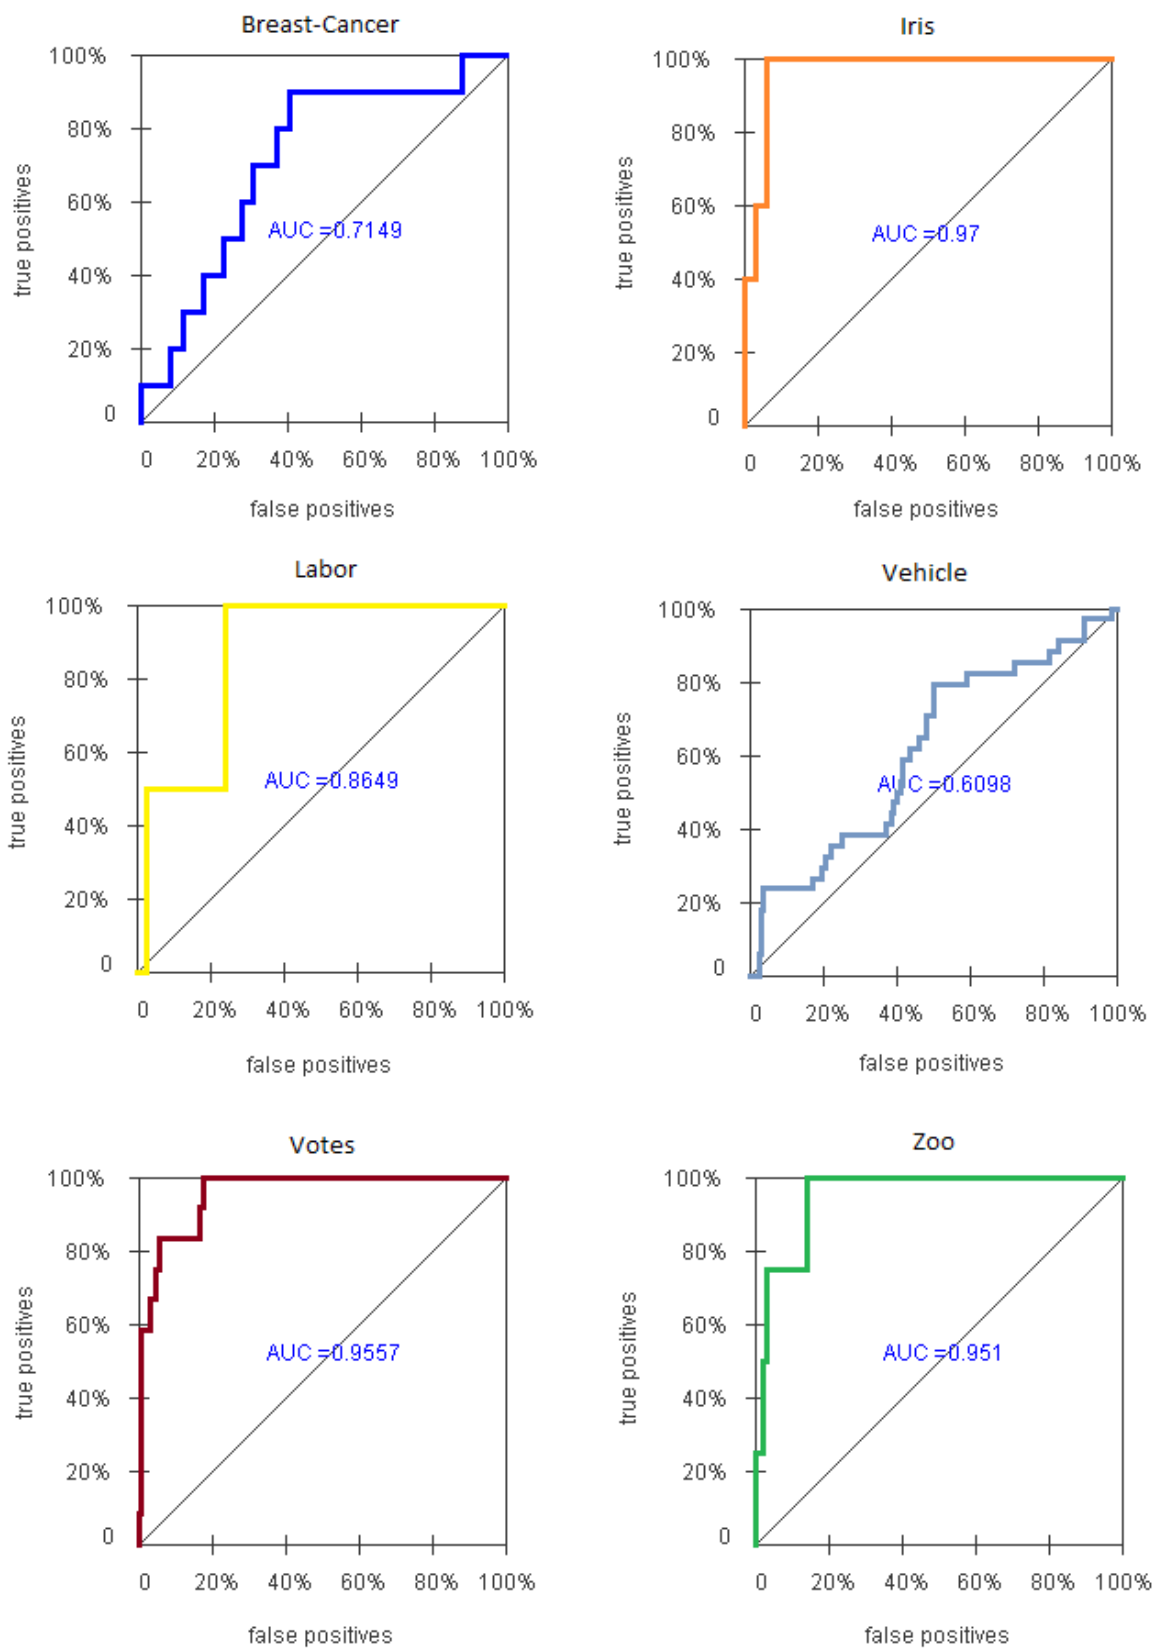 Breast-Cancer
100%
80%
60%
40%
20%
0
true positives
AUC =0.7149
0 20% 40% 60% 80% 100%
false positives
Iris
100%
80%
60%
40%
20%
0
true positives
AUC =0.97
0 20% 40% 60% 80% 100%
false positives
Labor
100%
80%
60%
40%
20%
0
true positives
AUC =0.8649
0 20% 40% 60% 80% 100%
false positives
Vehicle
100%
80%
60%
40%
20%
0
true positives
AUC =0.6098
0 20% 40% 60% 80% 100%
false positives
Votes
100%
80%
60%
40%
20%
0
true positives
AUC =0.9557
0 20% 40% 60% 80% 100%
false positives
Zoo
100%
80%
60%
40%
20%
0
true positives
AUC =0.951
0 20% 40% 60% 80% 100%
false positives